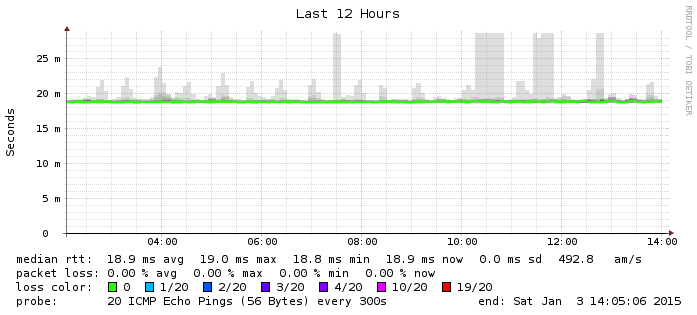 Last 12 Hours
RRDTOOL / TOBI OETIKER
Seconds
25 m
20 m
15 m
10 m
5 m
0
04:00 06:00 08:00 10:00 12:00 14:00
median rtt: 18.9 ms avg 19.0 ms max 18.8 ms min 18.9 ms now 0.0 ms sd 492.8 am/s
packet loss: 0.00 % avg 0.00 % max 0.00 % min 0.00 % now
loss color: 0 1/20 2/20 3/20 4/20 10/20 19/20
probe: 20 ICMP Echo Pings (56 Bytes) every 300s end: Sat Jan 3 14:05:06 2015